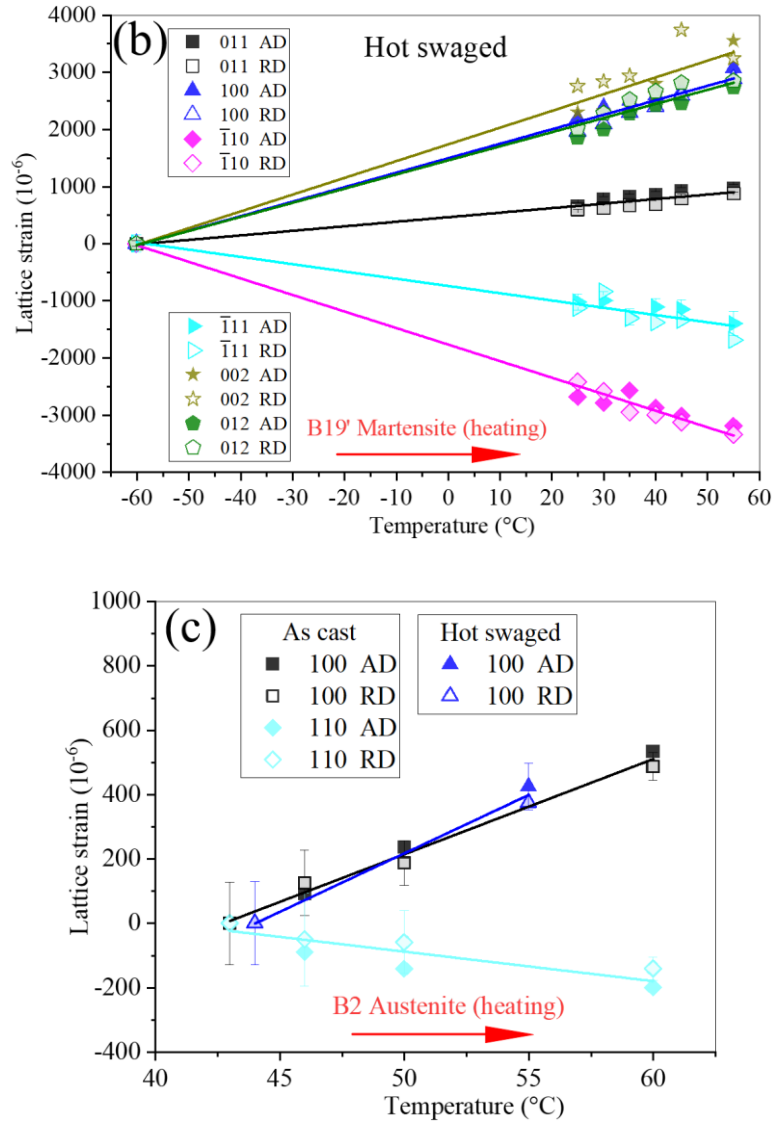 (b)
Hot swaged
011 AD
011 RD
100 AD
100 RD
1̅10 AD
1̅10 RD
1̅11 AD
1̅11 RD
002 AD
002 RD
012 AD
012 RD
B19' Martensite (heating)
4000
3000
2000
1000
0
-1000
-2000
-3000
-4000
Lattice strain (10⁻⁶)
-60 -50 -40 -30 -20 -10 0 10 20 30 40 50 60
Temperature (°C)
(c)
As cast
100 AD
100 RD
110 AD
110 RD
Hot swaged
100 AD
100 RD
B2 Austenite (heating)
1000
800
600
400
200
0
-200
-400
Lattice strain (10⁻⁶)
40 45 50 55 60
Temperature (°C)